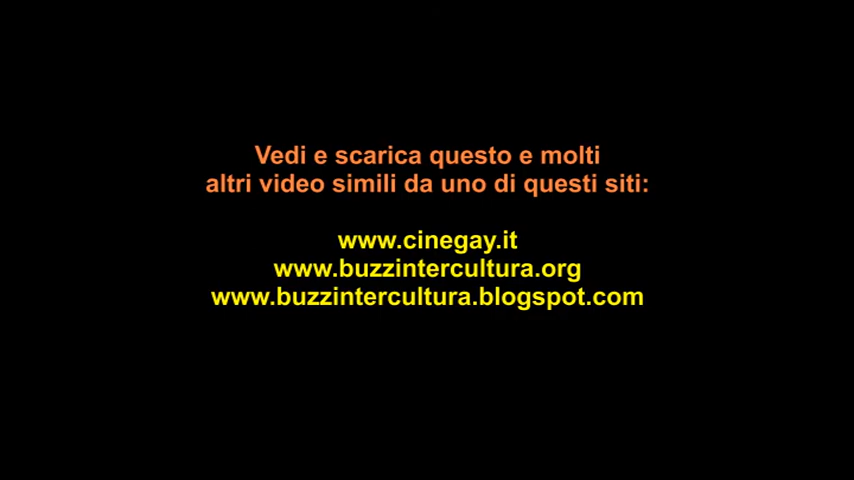 Vedi e scarica questo e molti
altri video simili da uno di questi siti:
www.cinegay.it
www.buzzintercultura.org
www.buzzintercultura.blogspot.com